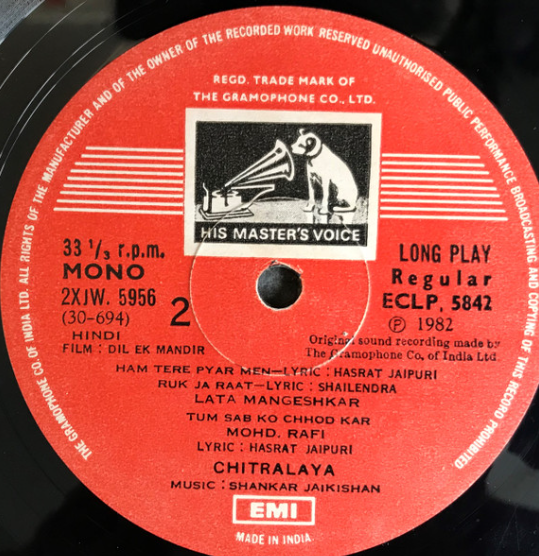 THE GRAMOPHONE CO OF INDIA LTD. ALL RIGHTS OF THE MANUFACTURER AND OF THE OWNER OF THE RECORDED WORK RESERVED UNAUTHORISED PUBLIC PERFORMANCE BROADCASTING AND COPYING OF THIS RECORD PROHIBITED
REGD. TRADE MARK OF
THE GRAMOPHONE CO., LTD.
HIS MASTER'S VOICE
33 1/3 r.p.m.
MONO
2XJW. 5956
(30-694)
2
HINDI
FILM : DIL EK MANDIR
LONG PLAY
Regular
ECLP. 5842
Ⓟ 1982
Original sound recording made by
The Gramophone Co. of India Ltd.
HAM TERE PYAR MEN—LYRIC : HASRAT JAIPURI
RUK JA RAAT—LYRIC : SHAILENDRA
LATA MANGESHKAR
TUM SAB KO CHHOD KAR
MOHD. RAFI
LYRIC : HASRAT JAIPURI
CHITRALAYA
MUSIC : SHANKAR JAIKISHAN
EMI
MADE IN INDIA